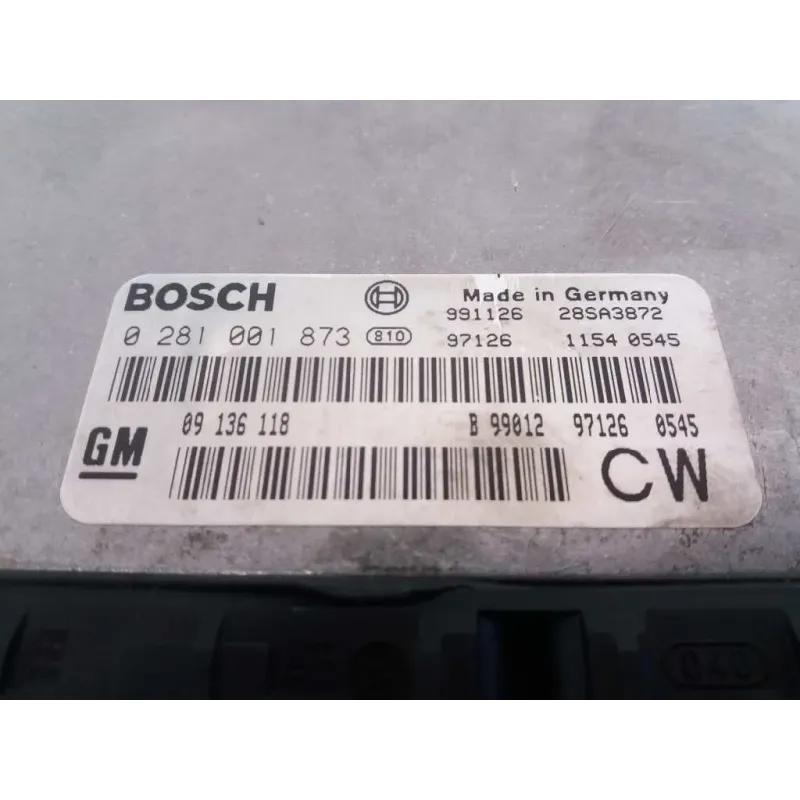 BOSCH Made in Germany
991126 28SA3872
0 281 001 873 810 97126 1154 0545
GM 09 136 118 B 99012 97126 0545
CW
040